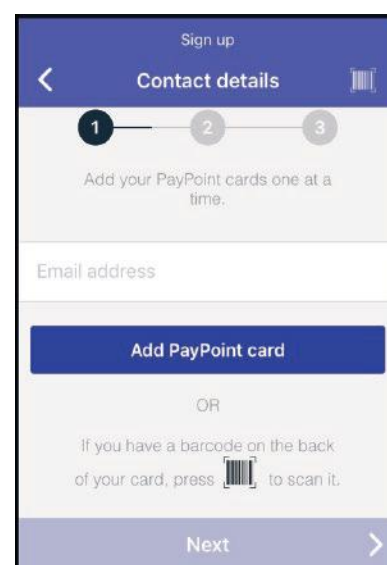 Sign up
Contact details
1 2 3
Add your PayPoint cards one at a
time.
Email address
Add PayPoint card
OR
If you have a barcode on the back
of your card, press to scan it.
Next